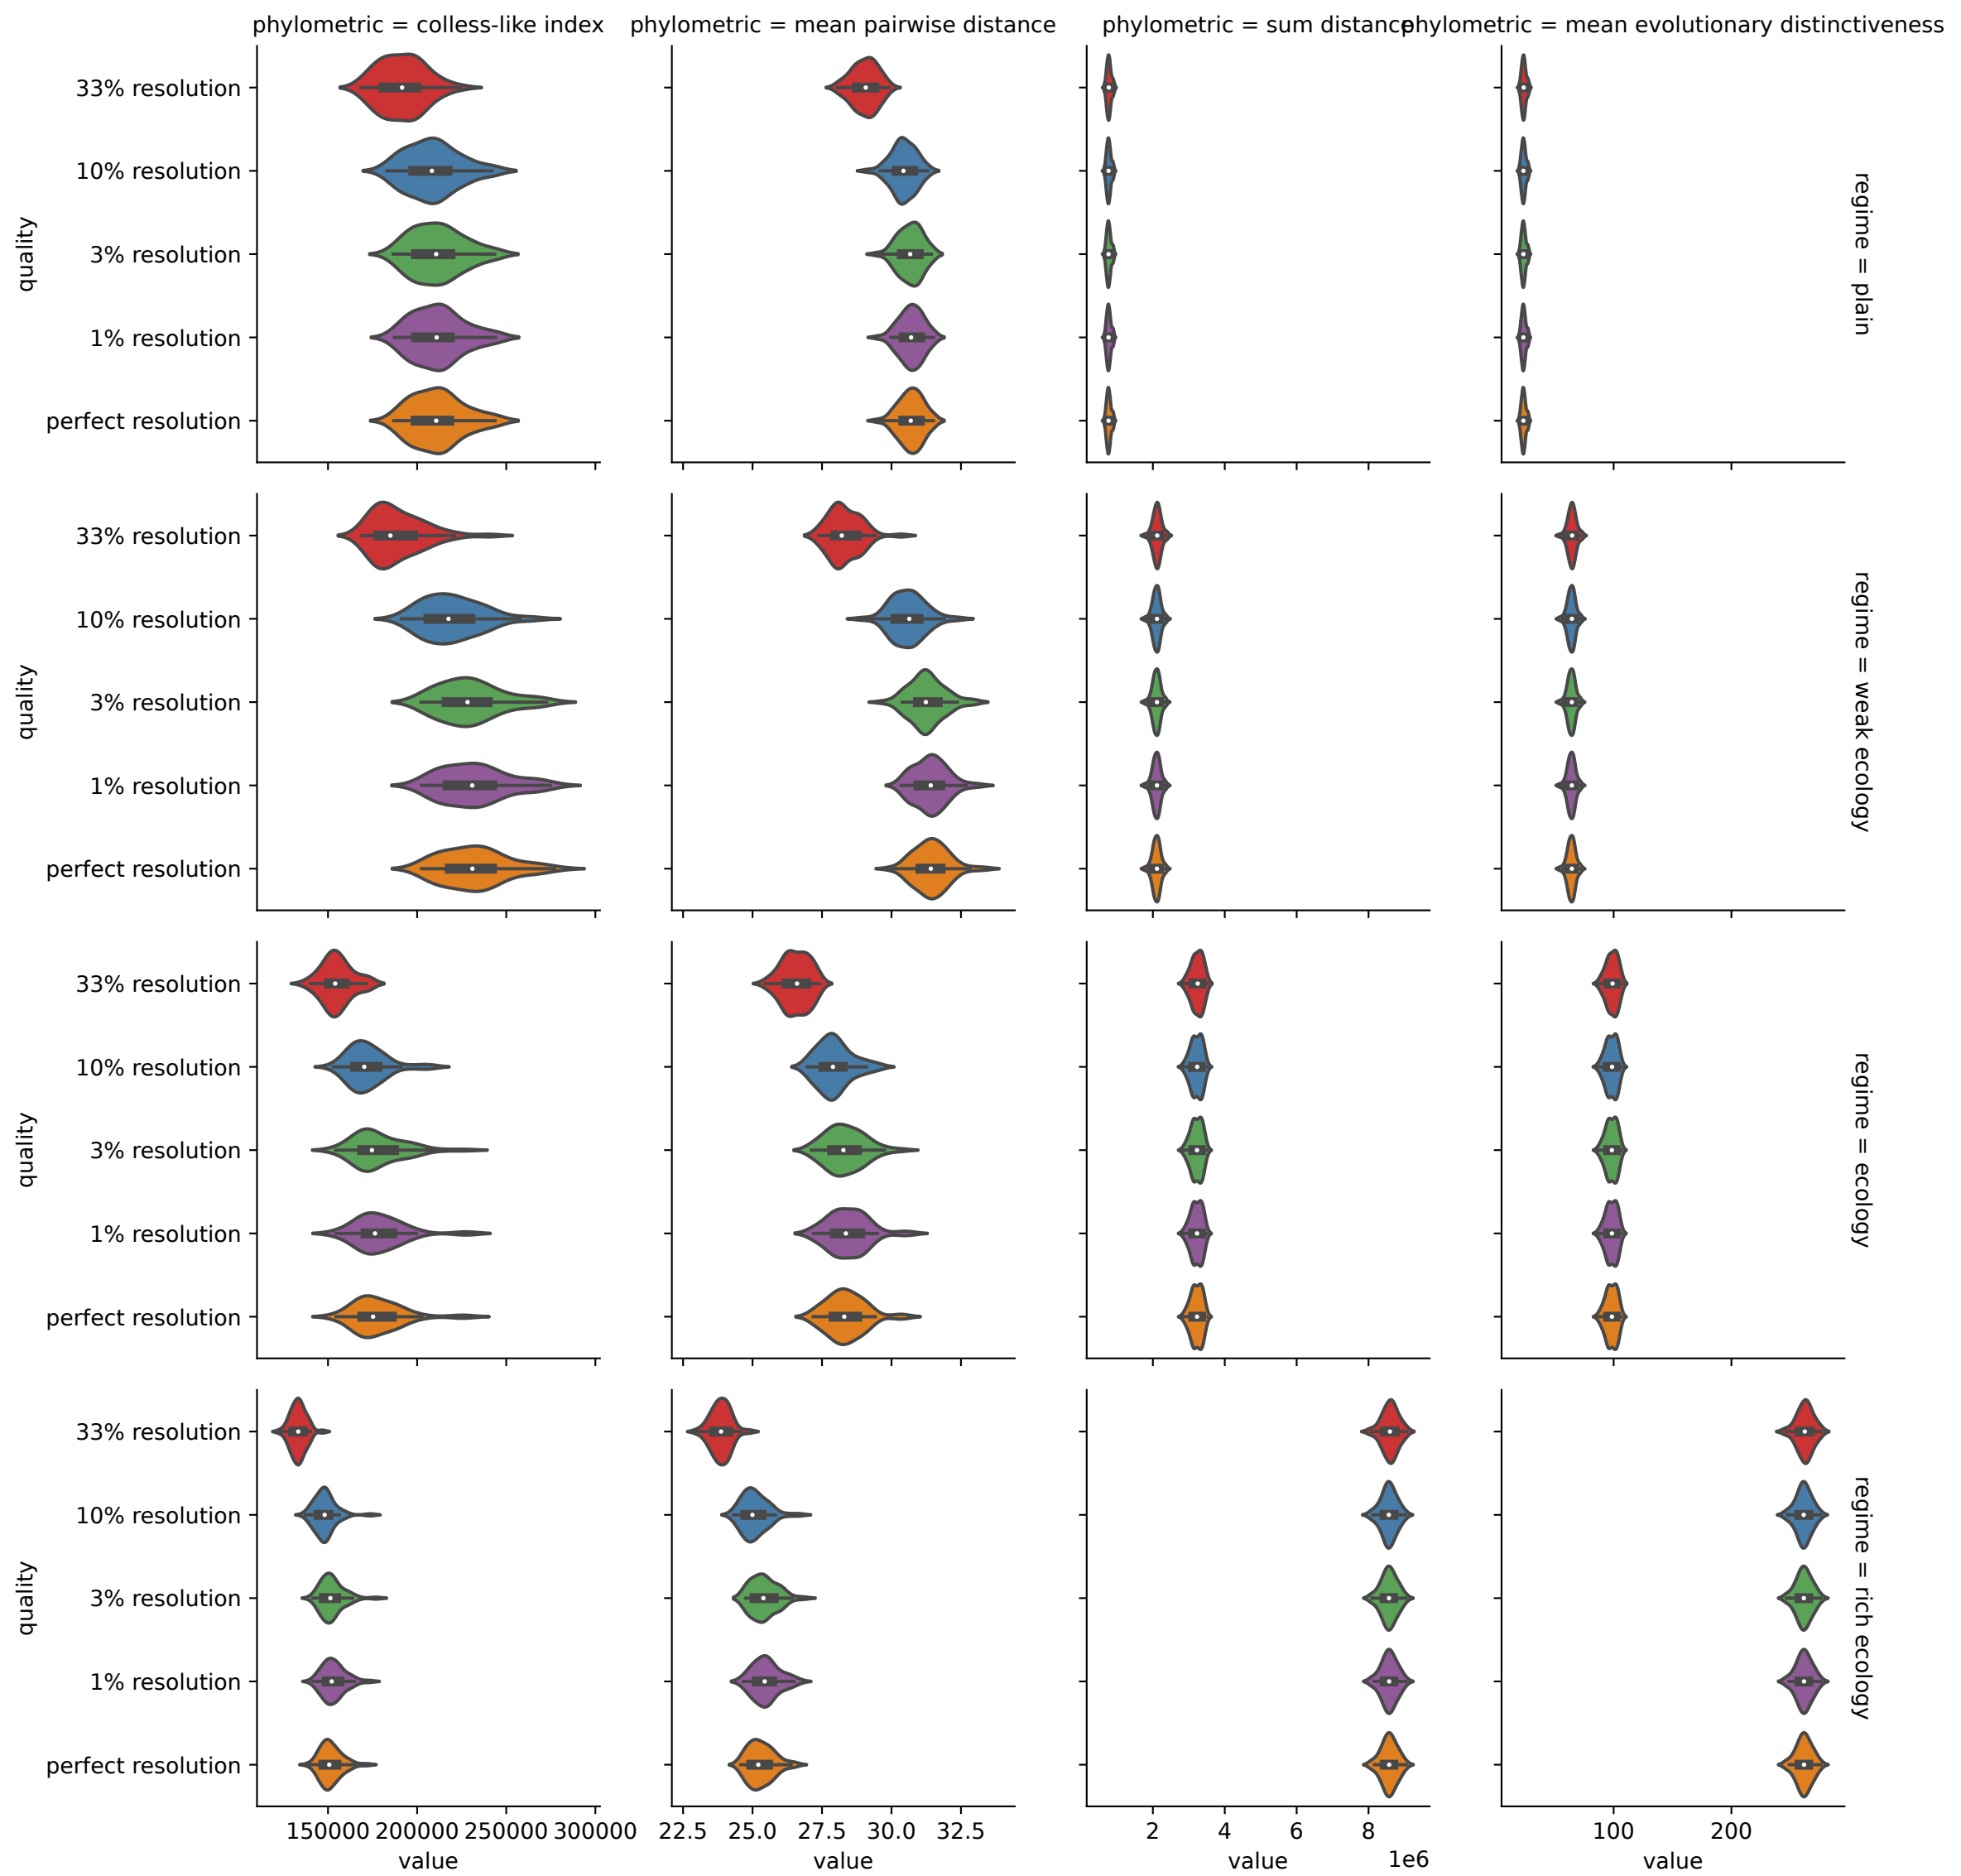 phylometric = colless-like index
phylometric = mean pairwise distance
phylometric = sum distance
phylometric = mean evolutionary distinctiveness
33% resolution
10% resolution
3% resolution
1% resolution
perfect resolution
quality
regime = plain
33% resolution
10% resolution
3% resolution
1% resolution
perfect resolution
quality
regime = weak ecology
33% resolution
10% resolution
3% resolution
1% resolution
perfect resolution
quality
regime = ecology
33% resolution
10% resolution
3% resolution
1% resolution
perfect resolution
quality
regime = rich ecology
150000 200000 250000 300000
value
22.5 25.0 27.5 30.0 32.5
value
2 4 6 8
1e6
value
100 200
value